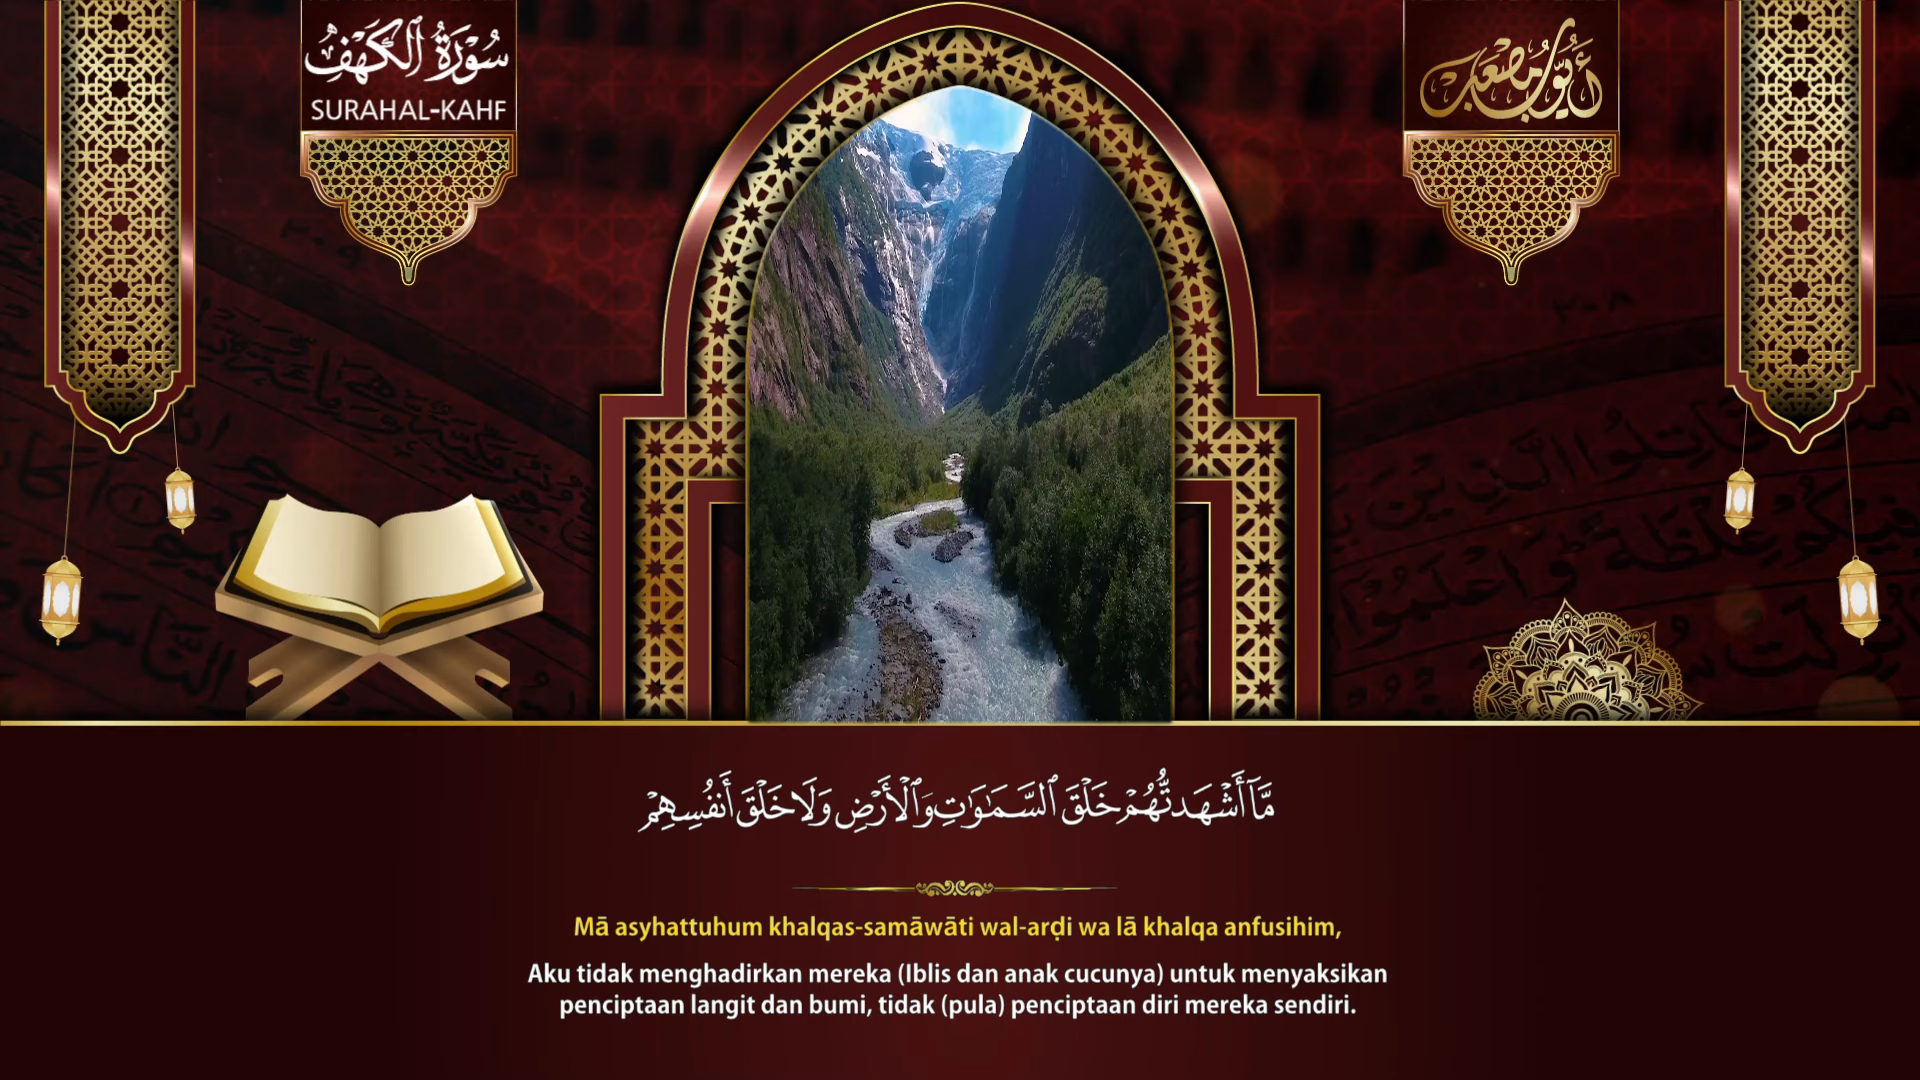 سُورَةُ الكَهْفِ
SURAHAL-KAHF
أَيُّوب مُصْعَب
مَّآ أَشْهَدتُّهُمْ خَلْقَ ٱلسَّمَٰوَٰتِ وَٱلْأَرْضِ وَلَا خَلْقَ أَنفُسِهِمْ
Mā asyhattuhum khalqas-samāwāti wal-arḍi wa lā khalqa anfusihim,
Aku tidak menghadirkan mereka (Iblis dan anak cucunya) untuk menyaksikan
penciptaan langit dan bumi, tidak (pula) penciptaan diri mereka sendiri.